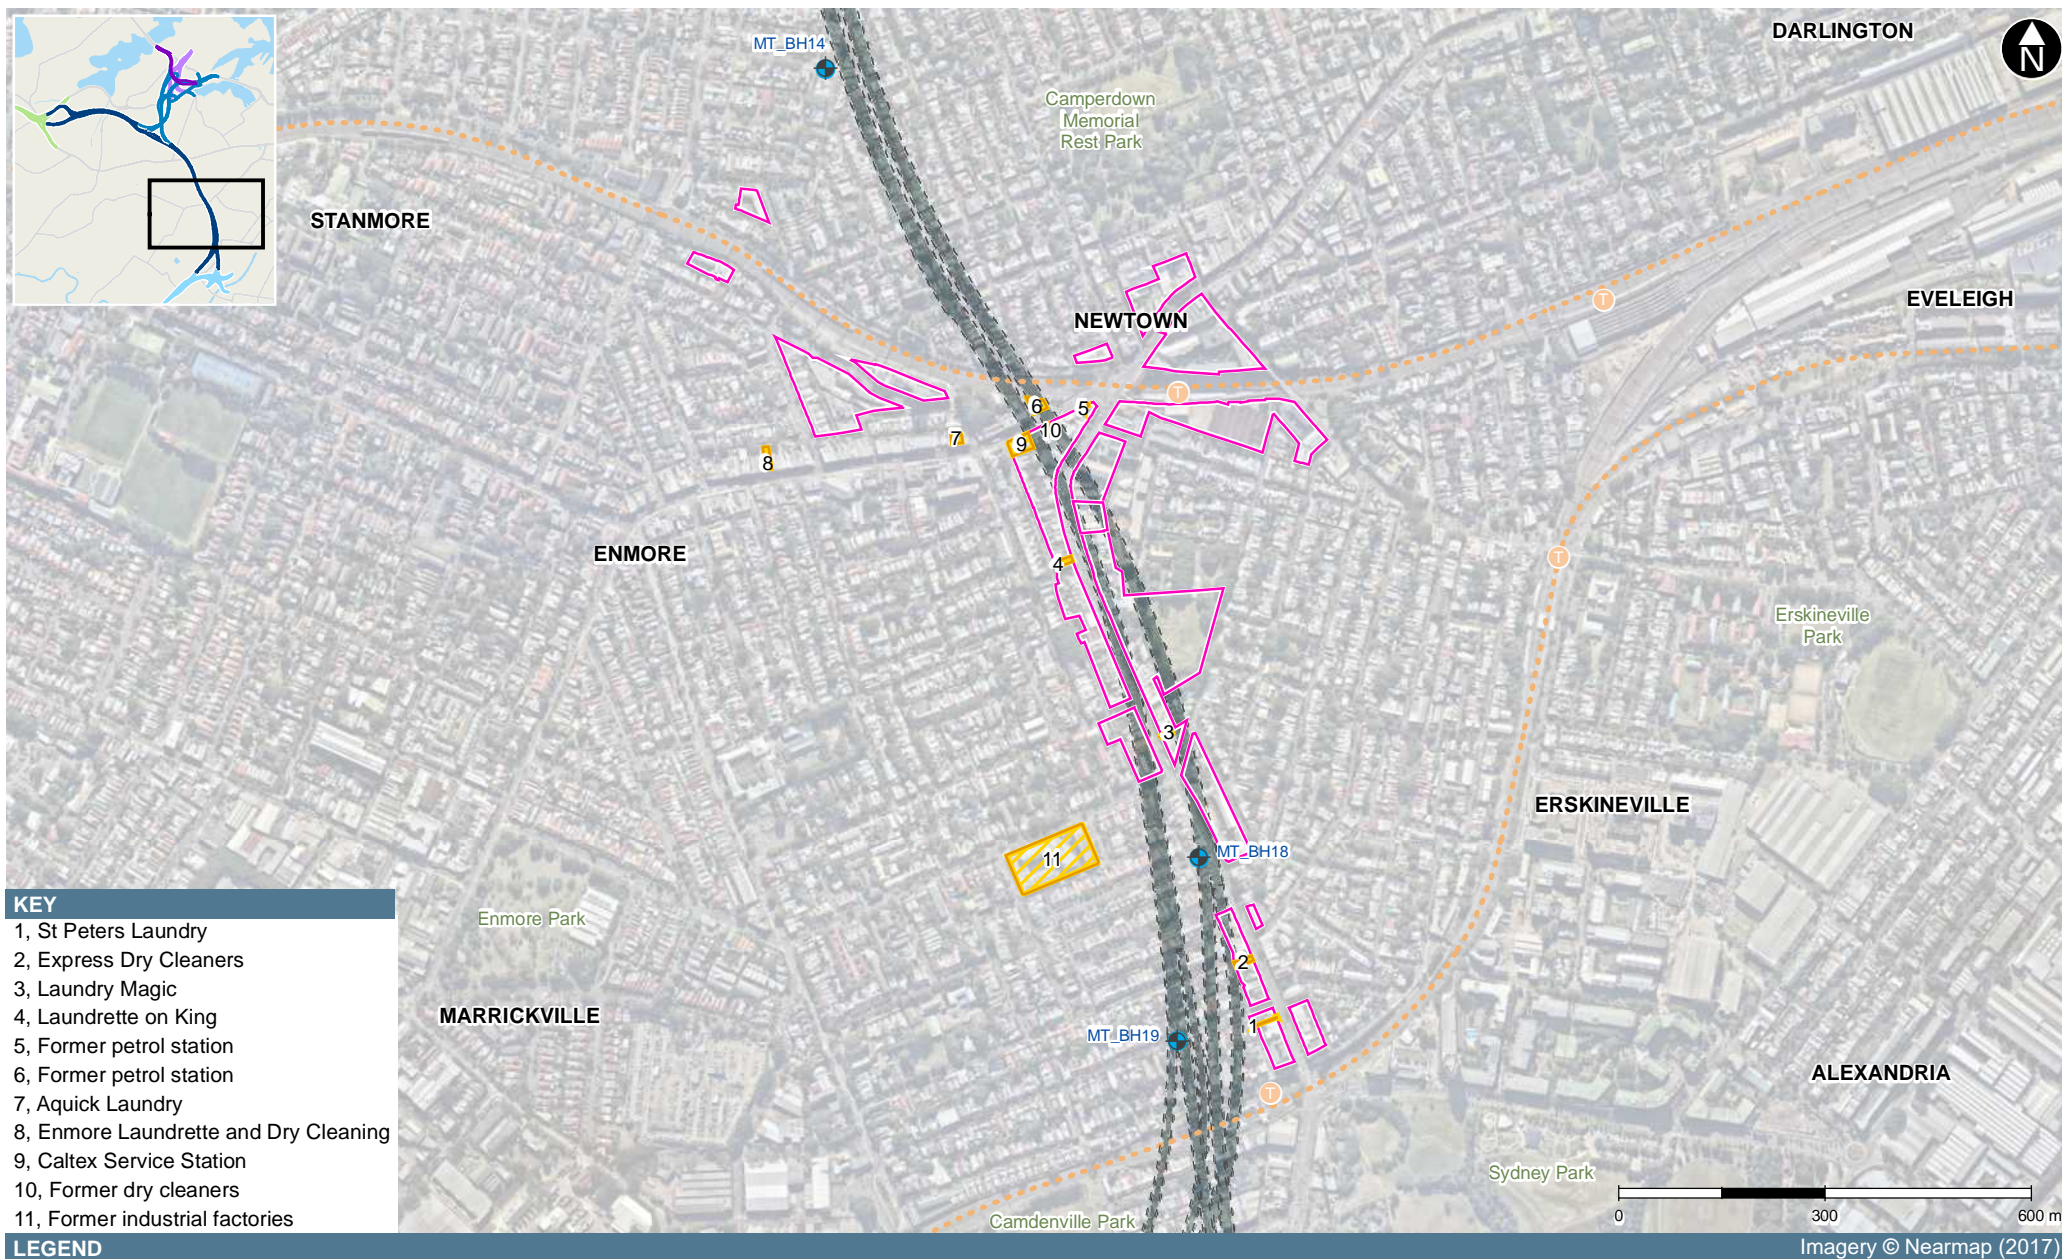 MT_BH14
DARLINGTON
N
Camperdown
Memorial
Rest Park
STANMORE
T
EVELEIGH
NEWTOWN
T
6
5
10
7
9
8
ENMORE
4
T
Erskineville
Park
3
ERSKINEVILLE
11
MT_BH18
Enmore Park
2
MARRICKVILLE
1
MT_BH19
ALEXANDRIA
T
Sydney Park
Camdenville Park
0
300
600 m
KEY
1, St Peters Laundry
2, Express Dry Cleaners
3, Laundry Magic
4, Laundrette on King
5, Former petrol station
6, Former petrol station
7, Aquick Laundry
8, Enmore Laundrette and Dry Cleaning
9, Caltex Service Station
10, Former dry cleaners
11, Former industrial factories
LEGEND
Imagery © Nearmap (2017)